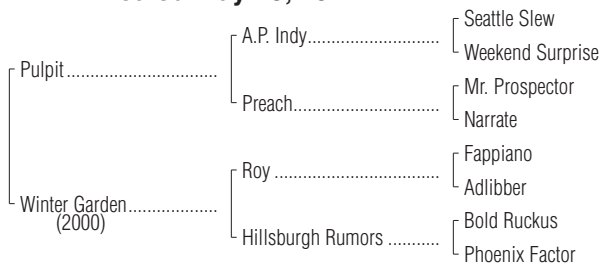 Seattle Slew
A.P. Indy
Weekend Surprise
Pulpit
Mr. Prospector
Preach
Narrate
Fappiano
Roy
Adlibber
Winter Garden
(2000)
Bold Ruckus
Hillsburgh Rumors
Phoenix Factor